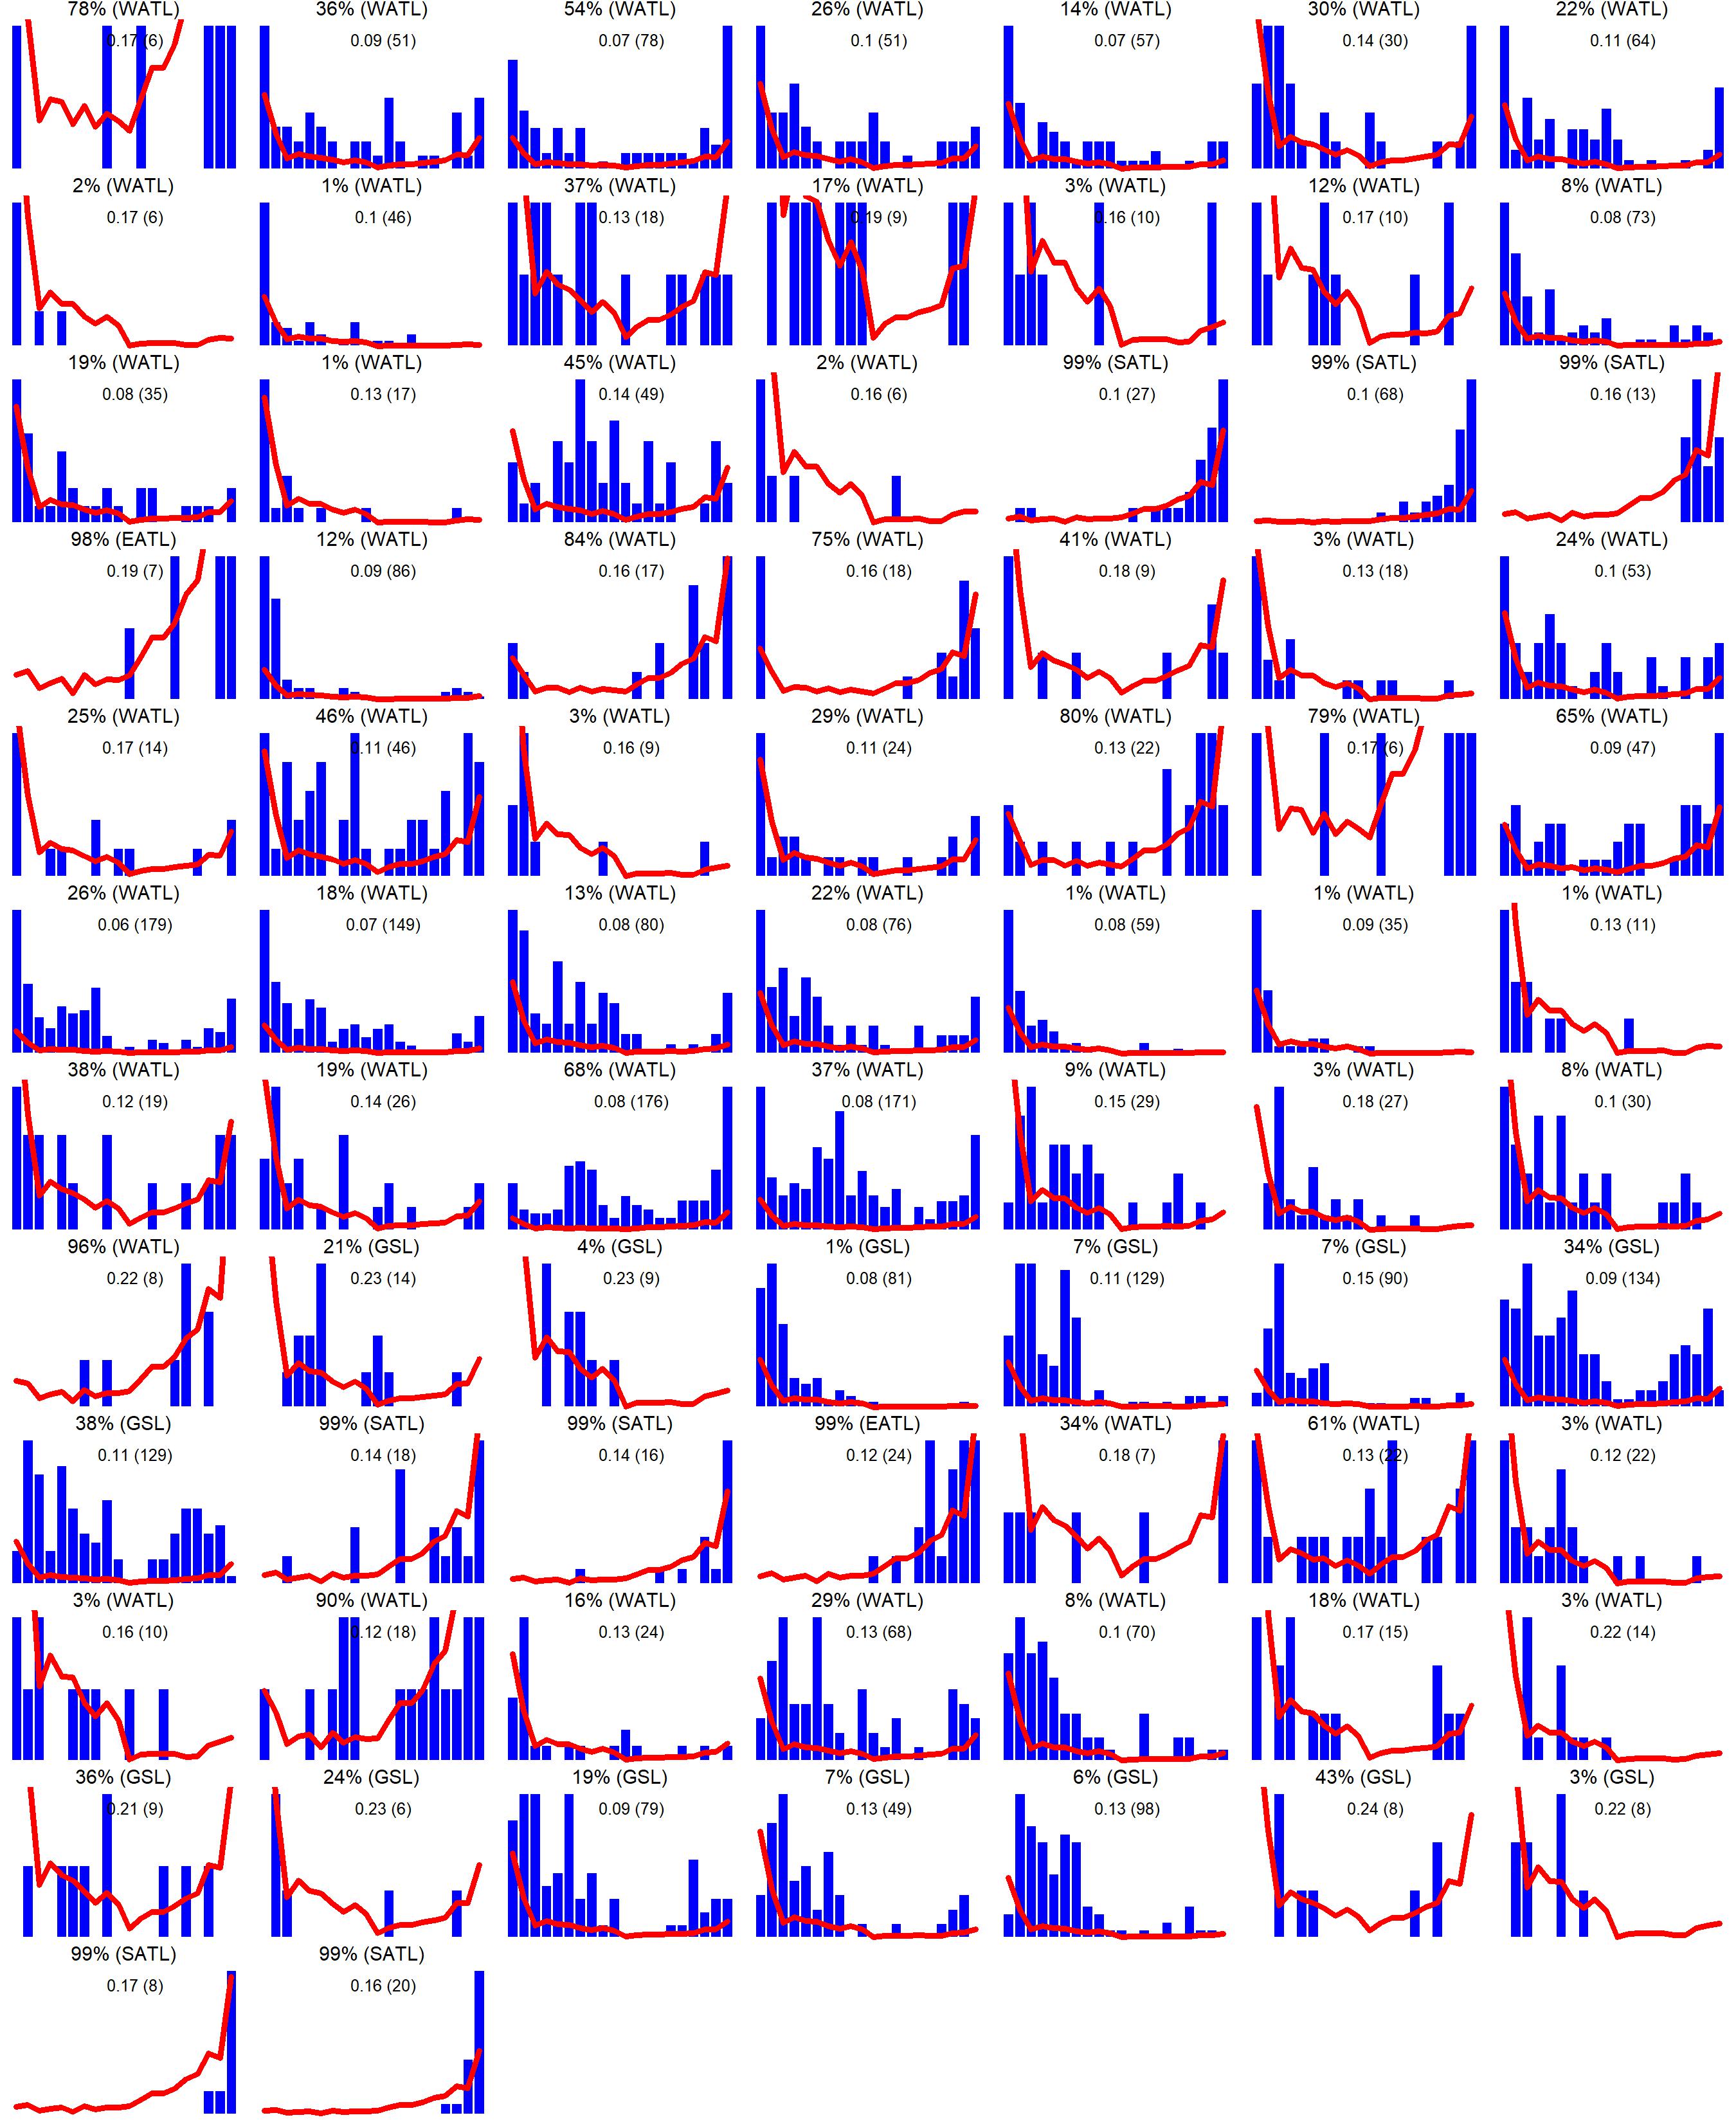 78% (WATL) 36% (WATL) 54% (WATL) 26% (WATL) 14% (WATL) 30% (WATL) 22% (WATL)
0.17 (6) 0.09 (51) 0.07 (78) 0.1 (51) 0.07 (57) 0.14 (30) 0.11 (64)
2% (WATL) 1% (WATL) 37% (WATL) 17% (WATL) 3% (WATL) 12% (WATL) 8% (WATL)
0.17 (6) 0.1 (46) 0.13 (18) 0.19 (9) 0.16 (10) 0.17 (10) 0.08 (73)
19% (WATL) 1% (WATL) 45% (WATL) 2% (WATL) 99% (SATL) 99% (SATL) 99% (SATL)
0.08 (35) 0.13 (17) 0.14 (49) 0.16 (6) 0.1 (27) 0.1 (68) 0.16 (13)
98% (EATL) 12% (WATL) 84% (WATL) 75% (WATL) 41% (WATL) 3% (WATL) 24% (WATL)
0.19 (7) 0.09 (86) 0.16 (17) 0.16 (18) 0.18 (9) 0.13 (18) 0.1 (53)
25% (WATL) 46% (WATL) 3% (WATL) 29% (WATL) 80% (WATL) 79% (WATL) 65% (WATL)
0.17 (14) 0.11 (46) 0.16 (9) 0.11 (24) 0.13 (22) 0.17 (6) 0.09 (47)
26% (WATL) 18% (WATL) 13% (WATL) 22% (WATL) 1% (WATL) 1% (WATL) 1% (WATL)
0.06 (179) 0.07 (149) 0.08 (80) 0.08 (76) 0.08 (59) 0.09 (35) 0.13 (11)
38% (WATL) 19% (WATL) 68% (WATL) 37% (WATL) 9% (WATL) 3% (WATL) 8% (WATL)
0.12 (19) 0.14 (26) 0.08 (176) 0.08 (171) 0.15 (29) 0.18 (27) 0.1 (30)
96% (WATL) 21% (GSL) 4% (GSL) 1% (GSL) 7% (GSL) 7% (GSL) 34% (GSL)
0.22 (8) 0.23 (14) 0.23 (9) 0.08 (81) 0.11 (129) 0.15 (90) 0.09 (134)
38% (GSL) 99% (SATL) 99% (SATL) 99% (EATL) 34% (WATL) 61% (WATL) 3% (WATL)
0.11 (129) 0.14 (18) 0.14 (16) 0.12 (24) 0.18 (7) 0.13 (22) 0.12 (22)
3% (WATL) 90% (WATL) 16% (WATL) 29% (WATL) 8% (WATL) 18% (WATL) 3% (WATL)
0.16 (10) 0.12 (18) 0.13 (24) 0.13 (68) 0.1 (70) 0.17 (15) 0.22 (14)
36% (GSL) 24% (GSL) 19% (GSL) 7% (GSL) 6% (GSL) 43% (GSL) 3% (GSL)
0.21 (9) 0.23 (6) 0.09 (79) 0.13 (49) 0.13 (98) 0.24 (8) 0.22 (8)
99% (SATL) 99% (SATL)
0.17 (8) 0.16 (20)